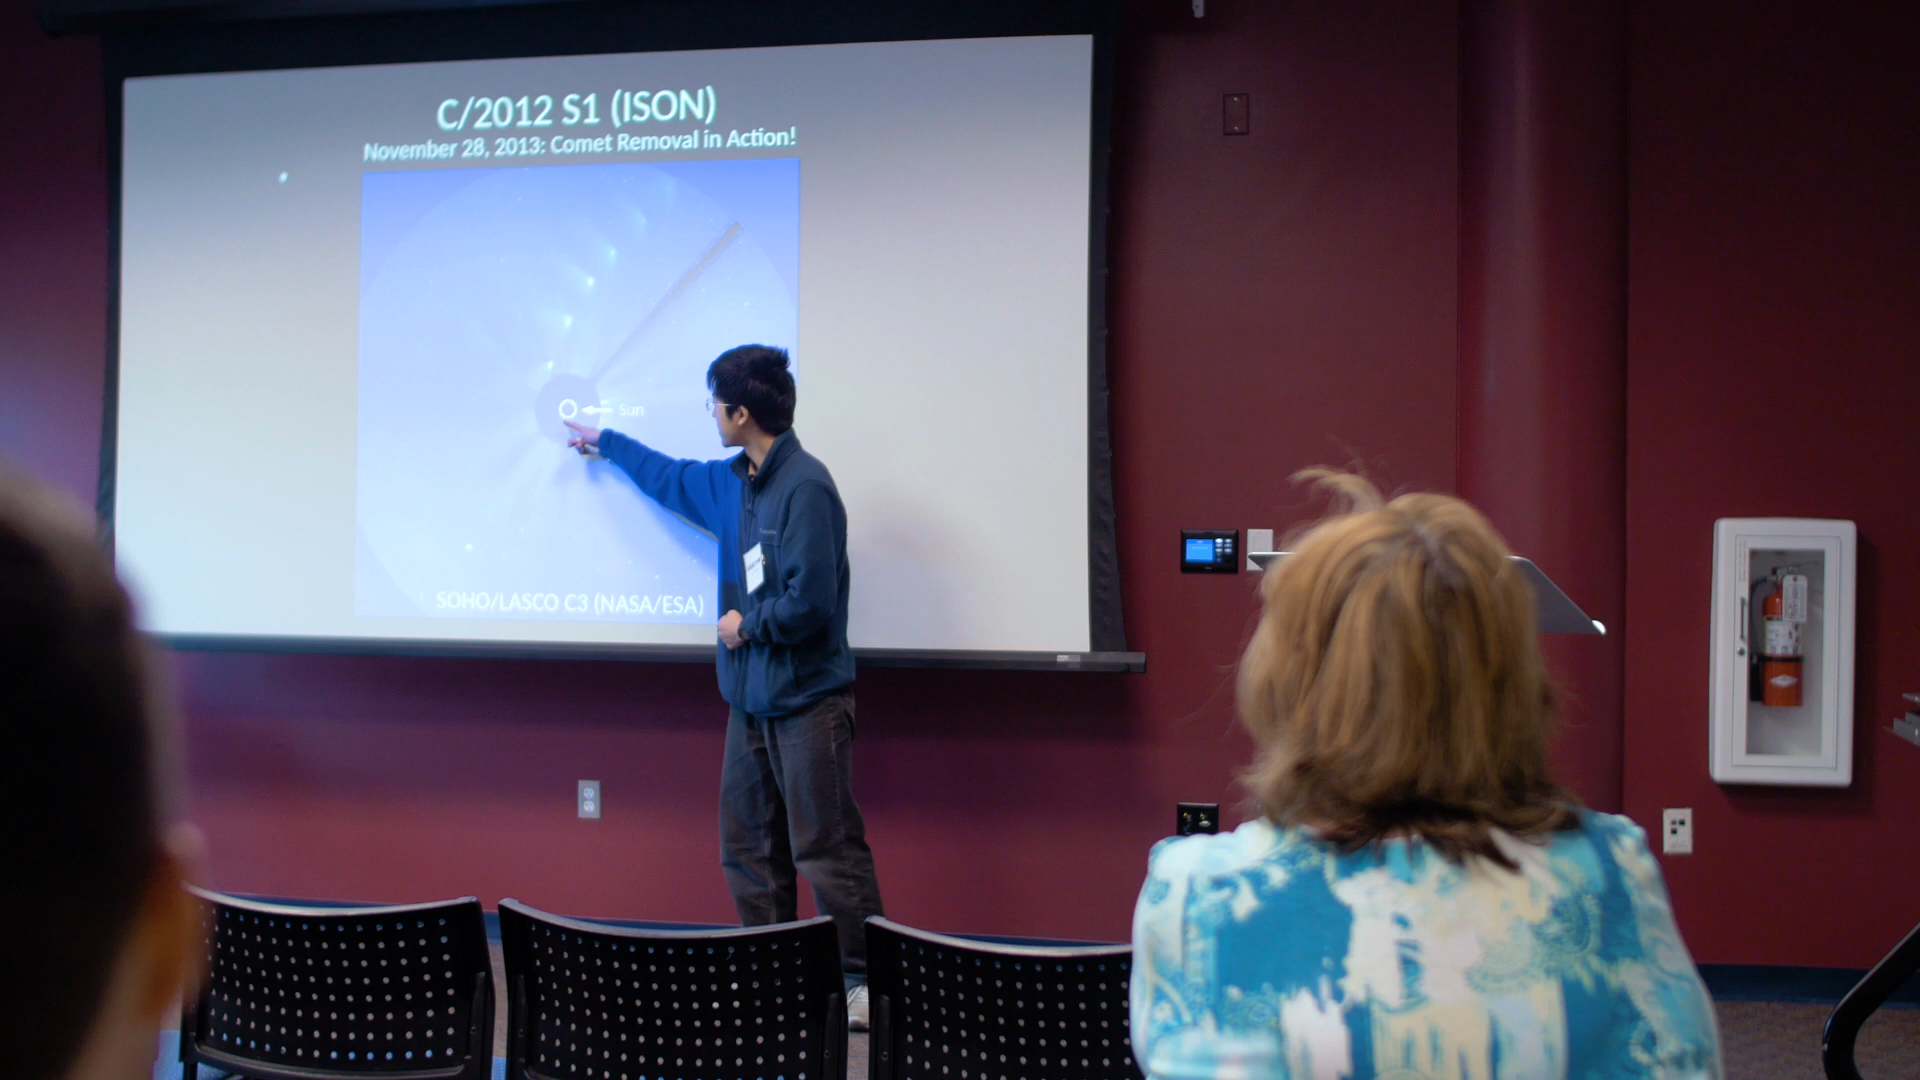 C/2012 S1 (ISON)
November 28, 2013: Comet Removal in Action!
Sun
SOHO/LASCO C3 (NASA/ESA)